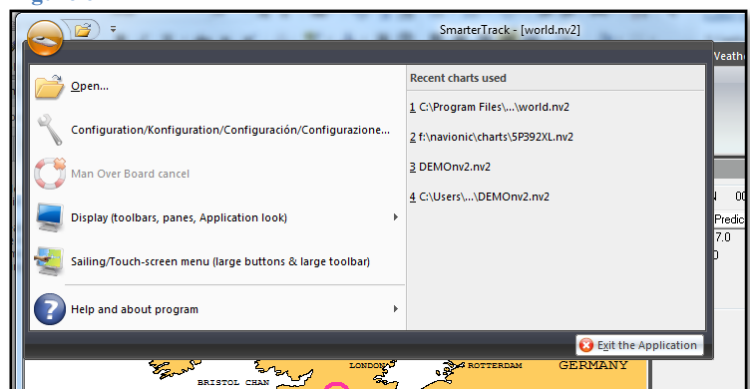 SmarterTrack - [world.nv2]
Open...
Configuration/Konfiguration/Configuración/Configurazione...
Man Over Board cancel
Display (toolbars, panes, Application look)
Sailing/Touch-screen menu (large buttons & large toolbar)
Help and about program
Recent charts used
1 C:\Program Files\...\world.nv2
2 f:\navionic\charts\5P392XL.nv2
3 DEMOnv2.nv2
4 C:\Users\...\DEMOnv2.nv2
Exit the Application
7.0
LONDON
ROTTERDAM
GERMANY
BRISTOL CHAN